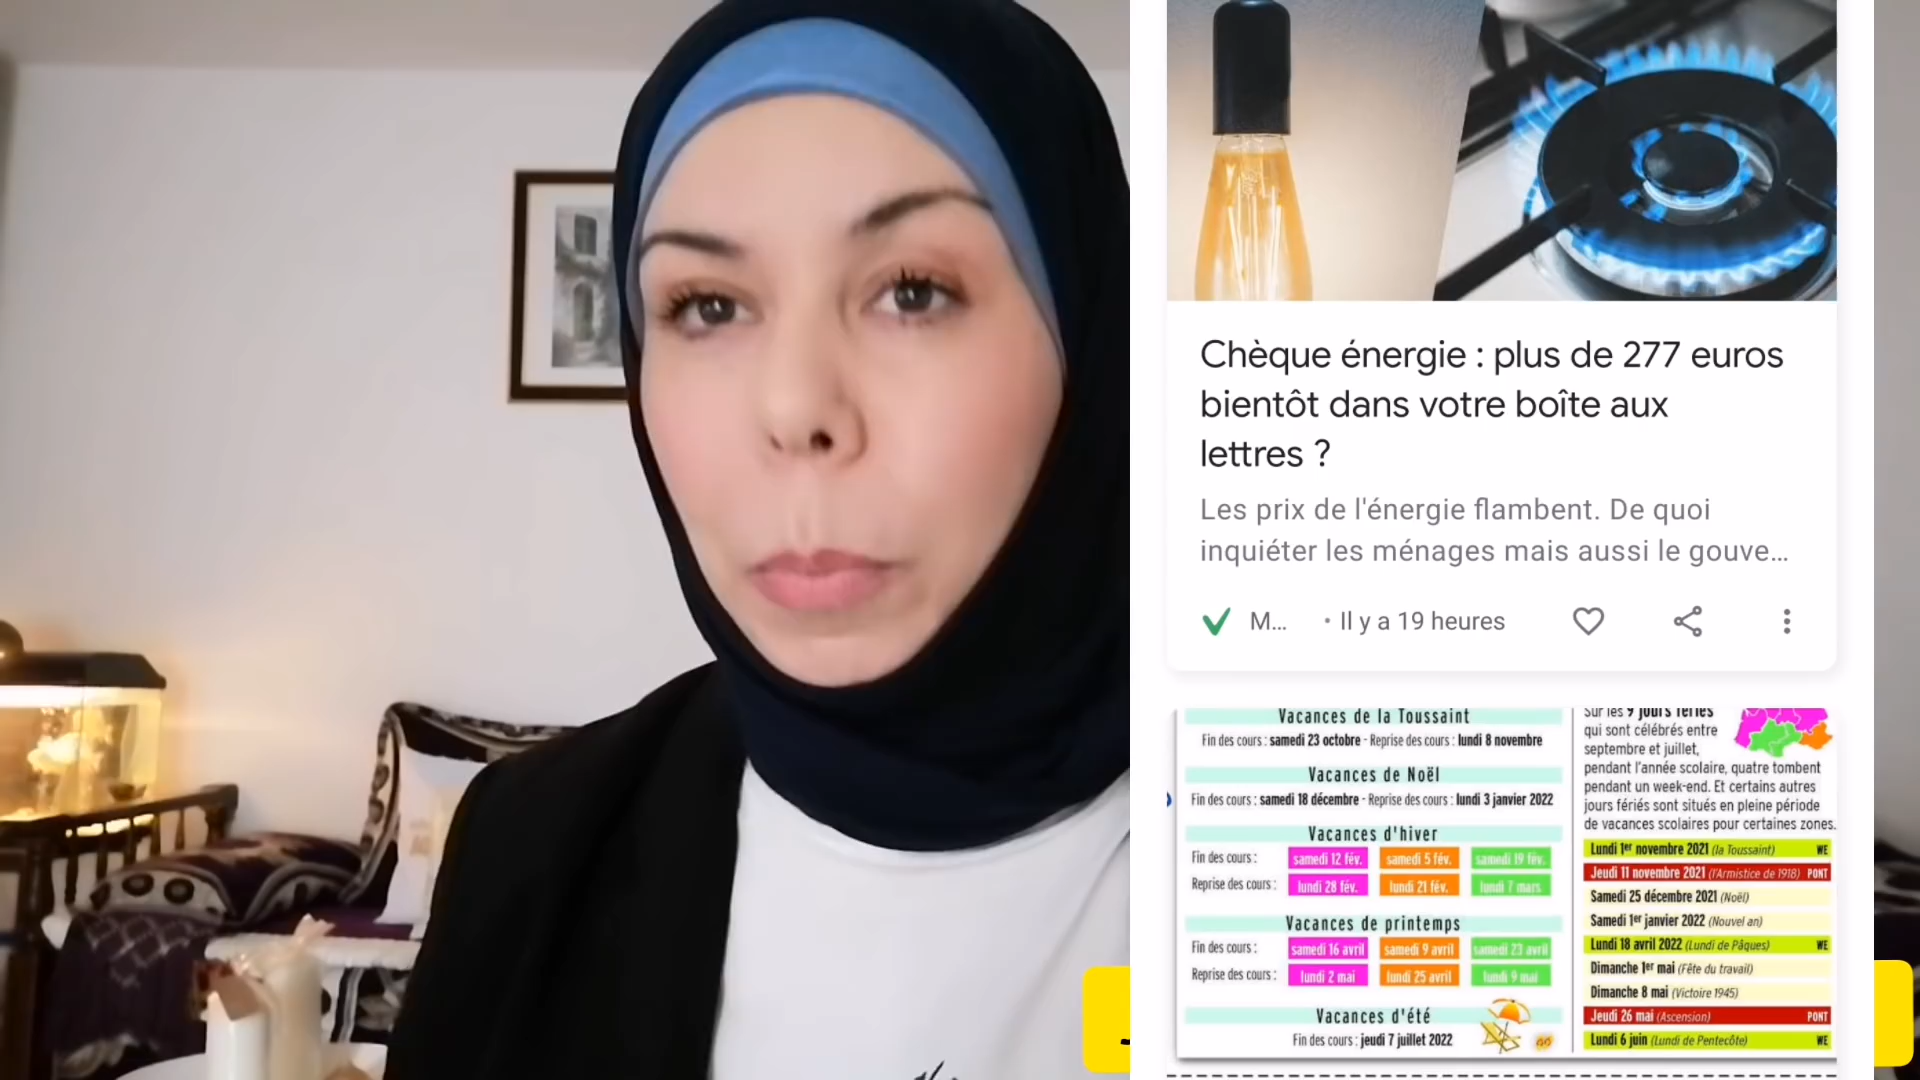 Chèque énergie : plus de 277 euros
bientôt dans votre boîte aux
lettres ?
Les prix de l'énergie flambent. De quoi
inquiéter les ménages mais aussi le gouve...
M... • Il y a 19 heures
Vacances de la Toussaint
Fin des cours : samedi 23 octobre - Reprise des cours : lundi 8 novembre
Vacances de Noël
Fin des cours : samedi 18 décembre - Reprise des cours : lundi 3 janvier 2022
Vacances d'hiver
Fin des cours : samedi 12 fév. samedi 5 fév. samedi 19 fév.
Reprise des cours : lundi 28 fév. lundi 21 fév. lundi 7 mars
Vacances de printemps
Fin des cours : samedi 16 avril samedi 9 avril samedi 23 avril
Reprise des cours : lundi 2 mai lundi 25 avril lundi 9 mai
Vacances d'été
Fin des cours : jeudi 7 juillet 2022
Sur les 9 jours fériés
qui sont célébrés entre
septembre et juillet,
pendant l'année scolaire, quatre tombent
pendant un week-end. Et certains autres
jours fériés sont situés en pleine période
de vacances scolaires pour certaines zones.
Lundi 1er novembre 2021 (la Toussaint) WE
Jeudi 11 novembre 2021 (l'Armistice de 1918) PONT
Samedi 25 décembre 2021 (Noël)
Samedi 1er janvier 2022 (Nouvel an)
Lundi 18 avril 2022 (Lundi de Pâques) WE
Dimanche 1er mai (Fête du travail)
Dimanche 8 mai (Victoire 1945)
Jeudi 26 mai (Ascension) PONT
Lundi 6 juin (Lundi de Pentecôte) WE